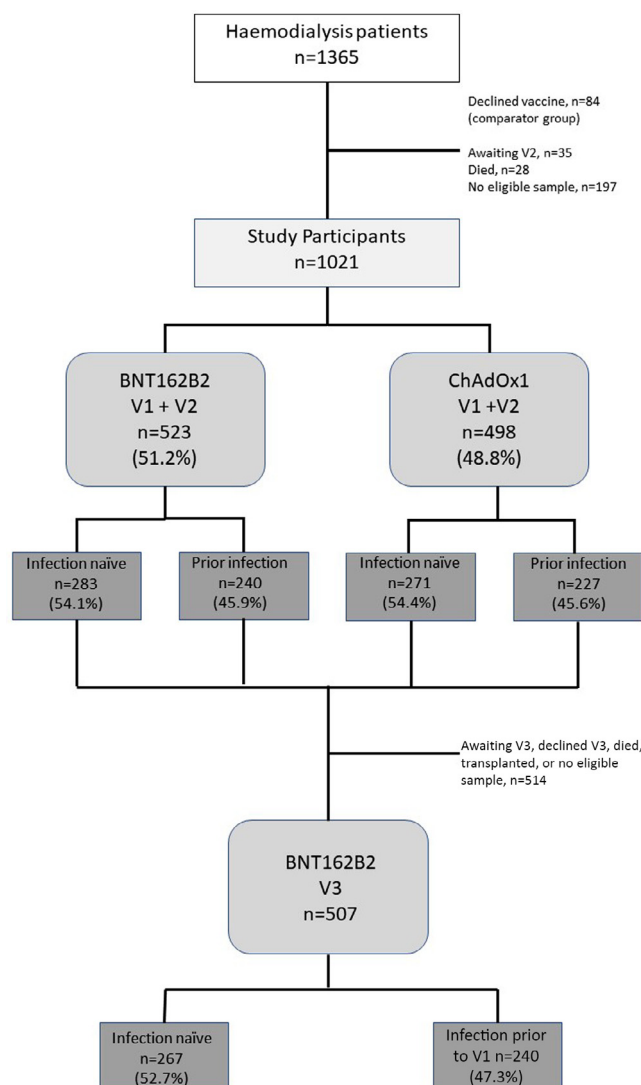 Haemodialysis patients
n=1365
Declined vaccine, n=84
(comparator group)
Awaiting V2, n=35
Died, n=28
No eligible sample, n=197
Study Participants
n=1021
BNT162B2
V1 + V2
n=523
(51.2%)
ChAdOx1
V1 +V2
n=498
(48.8%)
Infection naïve
n=283
(54.1%)
Prior infection
n=240
(45.9%)
Infection naïve
n=271
(54.4%)
Prior infection
n=227
(45.6%)
Awaiting V3, declined V3, died,
transplanted, or no eligible
sample, n=514
BNT162B2
V3
n=507
Infection naïve
n=267
(52.7%)
Infection prior
to V1 n=240
(47.3%)